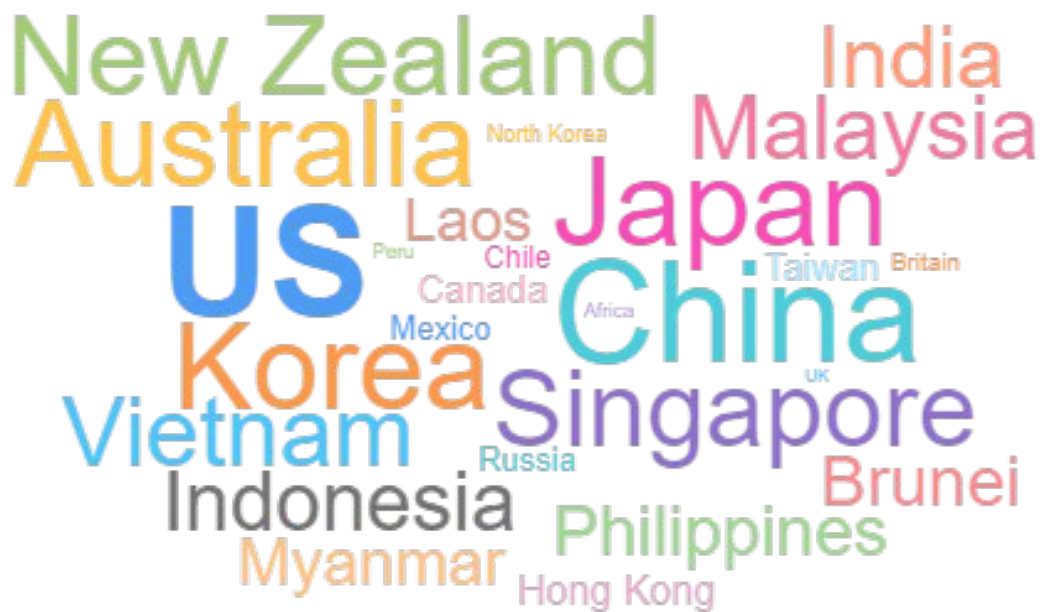 New Zealand
India
Australia
North Korea
Malaysia
US
Laos
Japan
Peru
Chile
Taiwan
Britain
Canada
China
Africa
Mexico
Korea
UK
Singapore
Vietnam
Russia
Brunei
Indonesia
Philippines
Myanmar
Hong Kong